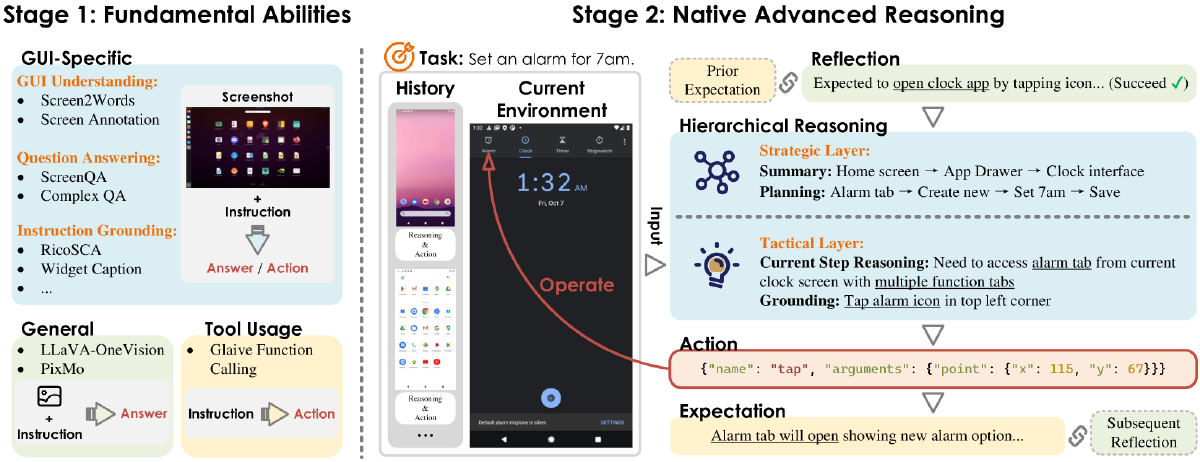 Stage 1: Fundamental Abilities
GUI-Specific
GUI Understanding:
• Screen2Words
• Screen Annotation
Question Answering:
• ScreenQA
• Complex QA
Instruction Grounding:
• RicoSCA
• Widget Caption
• ...
Screenshot
+
Instruction
Answer / Action
General
• LLaVA-OneVision
• PixMo
+
Instruction
Answer
Tool Usage
• Glaive Function
Calling
Instruction
Action
Stage 2: Native Advanced Reasoning
Task: Set an alarm for 7am.
History
Reasoning
&
Action
Reasoning
&
Action
...
Current
Environment
1:30
Alarm
Clock
Timer
Stopwatch
1:32 AM
Fri, Oct 7
Operate
Default alarm ringtone is silent
SETTINGS
Input
Prior
Expectation
Reflection
Expected to open clock app by tapping icon... (Succeed ✓)
Hierarchical Reasoning
Strategic Layer:
Summary: Home screen → App Drawer → Clock interface
Planning: Alarm tab → Create new → Set 7am → Save
Tactical Layer:
Current Step Reasoning: Need to access alarm tab from current
clock screen with multiple function tabs
Grounding: Tap alarm icon in top left corner
Action
{"name": "tap", "arguments": {"point": {"x": 115, "y": 67}}}
Expectation
Alarm tab will open showing new alarm option...
Subsequent
Reflection